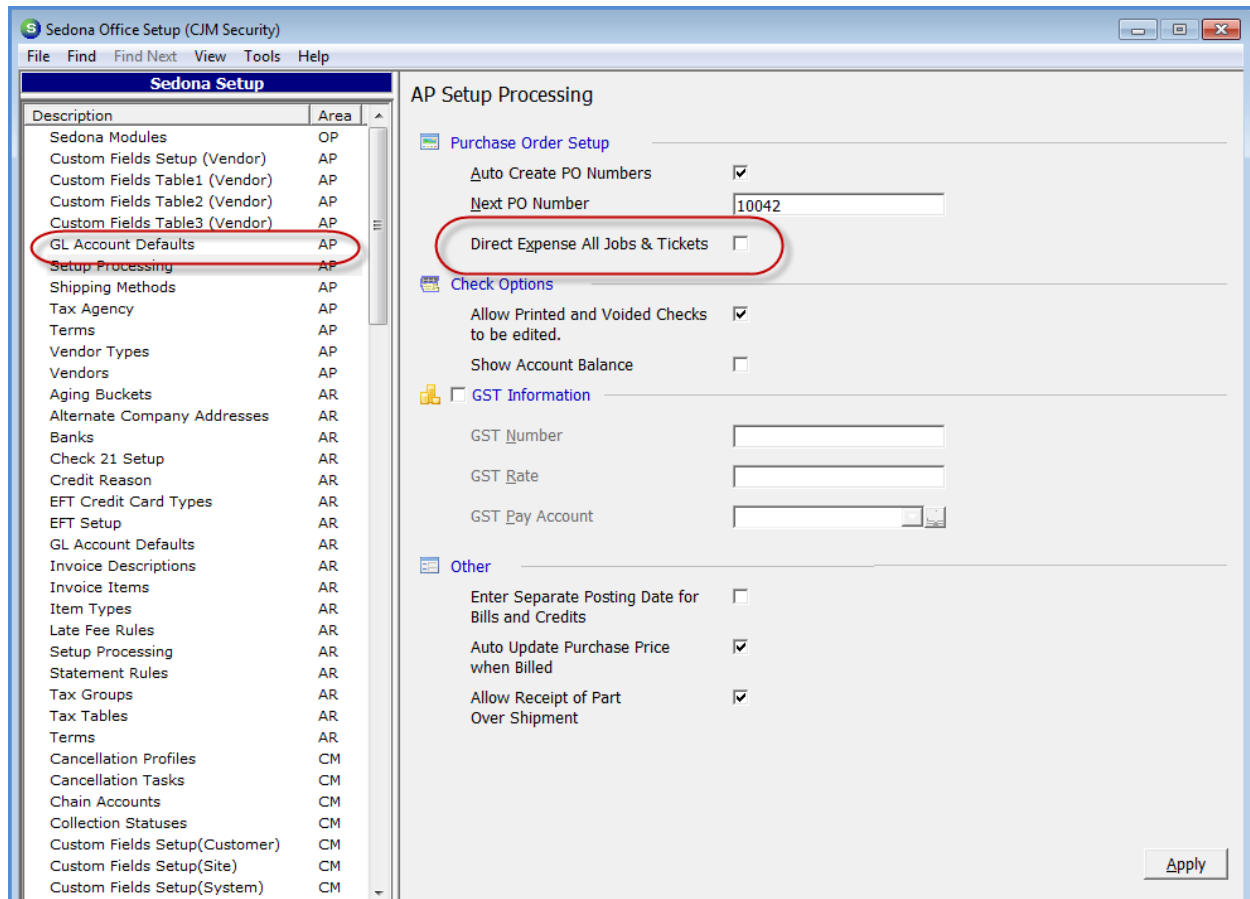 Sedona Office Setup (CJM Security)
File Find Find Next View Tools Help
Sedona Setup
Description Area
Sedona Modules OP
Custom Fields Setup (Vendor) AP
Custom Fields Table1 (Vendor) AP
Custom Fields Table2 (Vendor) AP
Custom Fields Table3 (Vendor) AP
GL Account Defaults AP
Setup Processing AP
Shipping Methods AP
Tax Agency AP
Terms AP
Vendor Types AP
Vendors AP
Aging Buckets AR
Alternate Company Addresses AR
Banks AR
Check 21 Setup AR
Credit Reason AR
EFT Credit Card Types AR
EFT Setup AR
GL Account Defaults AR
Invoice Descriptions AR
Invoice Items AR
Item Types AR
Late Fee Rules AR
Setup Processing AR
Statement Rules AR
Tax Groups AR
Tax Tables AR
Terms AR
Cancellation Profiles CM
Cancellation Tasks CM
Chain Accounts CM
Collection Statuses CM
Custom Fields Setup(Customer) CM
Custom Fields Setup(Site) CM
Custom Fields Setup(System) CM
AP Setup Processing
Purchase Order Setup
Auto Create PO Numbers
Next PO Number 10042
Direct Expense All Jobs & Tickets
Check Options
Allow Printed and Voided Checks
to be edited.
Show Account Balance
GST Information
GST Number
GST Rate
GST Pay Account
Other
Enter Separate Posting Date for
Bills and Credits
Auto Update Purchase Price
when Billed
Allow Receipt of Part
Over Shipment
Apply